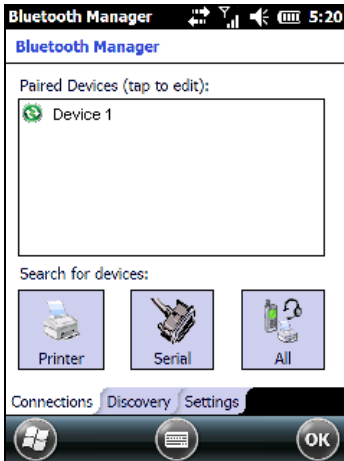 Bluetooth Manager 5:20
Bluetooth Manager
Paired Devices (tap to edit):
Device 1
Search for devices:
Printer Serial All
Connections Discovery Settings
OK